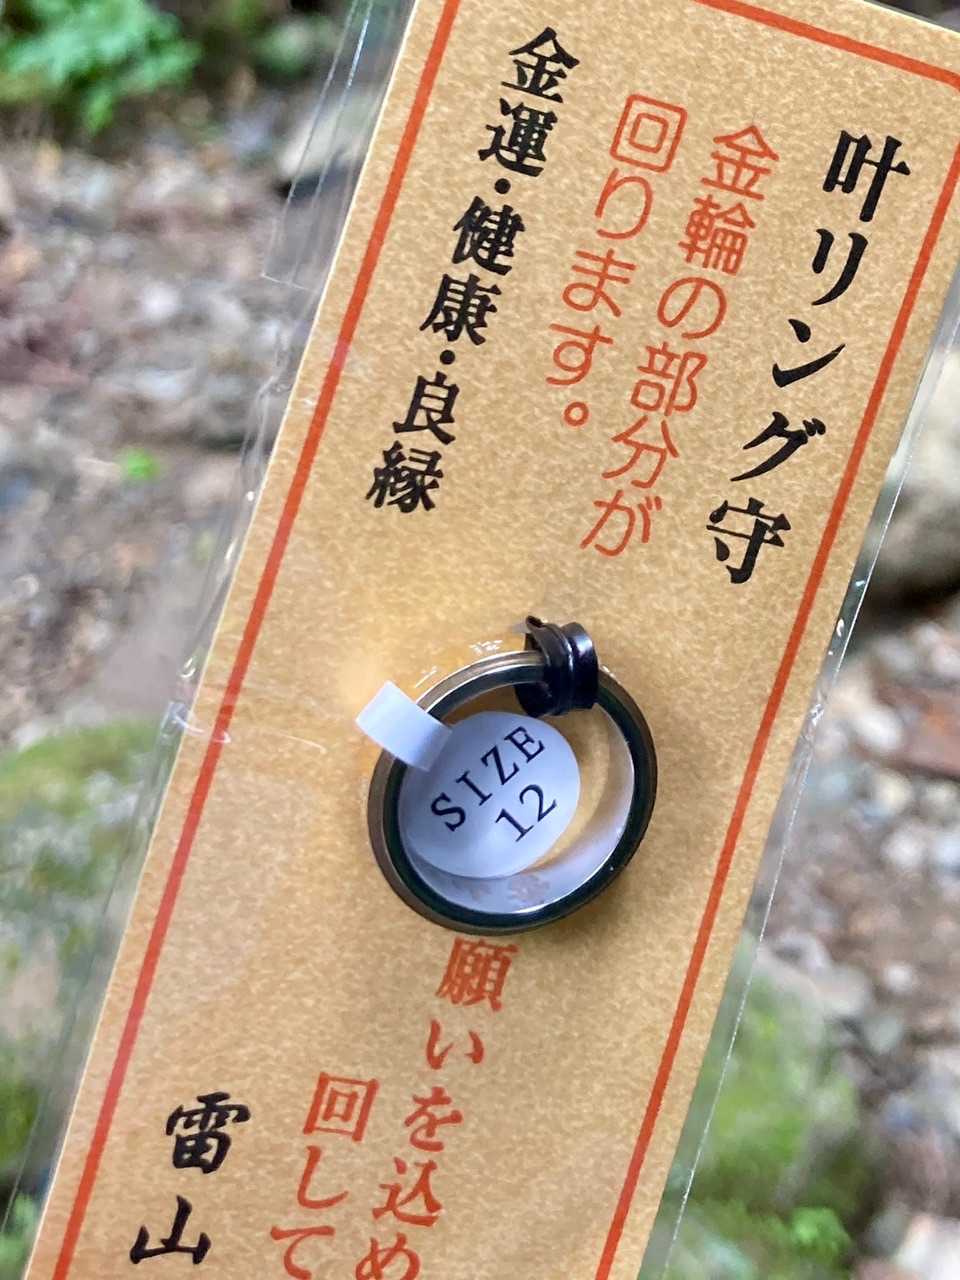 叶リング守
金輪の部分が
回ります。
金運・健康・良縁
SIZE
12
願いを込め
回して
雷山